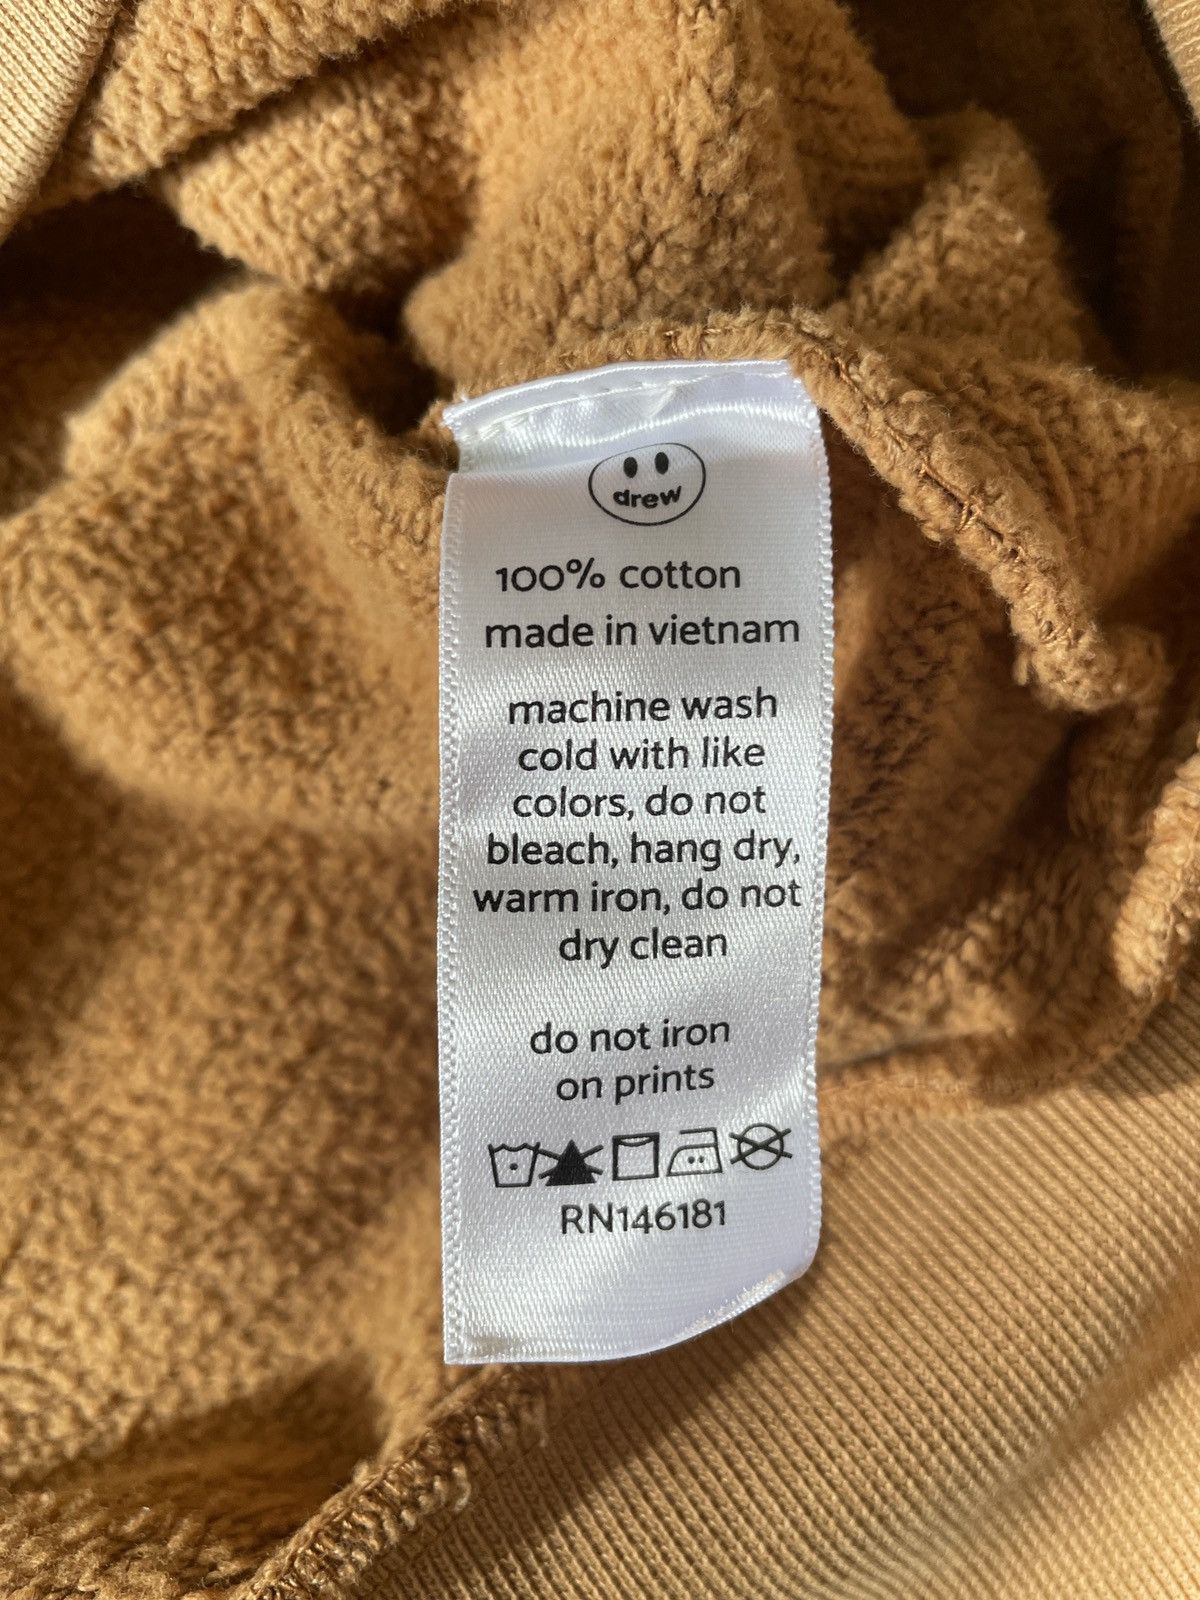 drew
100% cotton
made in vietnam
machine wash
cold with like
colors, do not
bleach, hang dry,
warm iron, do not
dry clean
do not iron
on prints
RN146181